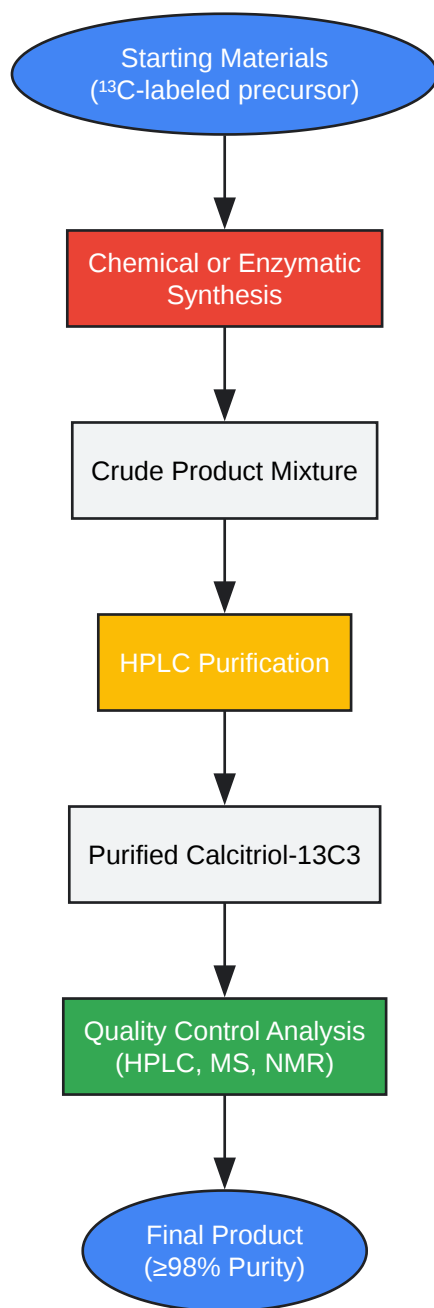 Starting Materials
(¹³C-labeled precursor)
Chemical or Enzymatic
Synthesis
Crude Product Mixture
HPLC Purification
Purified Calcitriol-13C3
Quality Control Analysis
(HPLC, MS, NMR)
Final Product
(≥98% Purity)